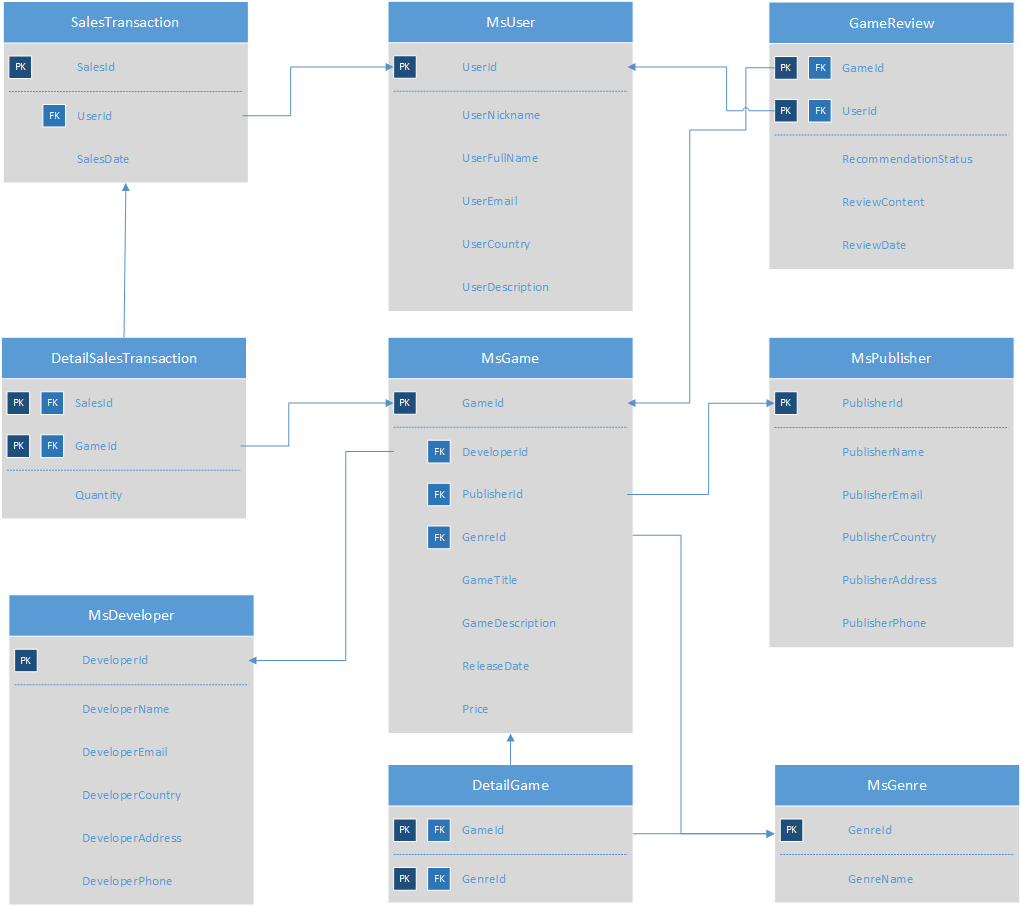 SalesTransaction
PK SalesId
FK UserId
SalesDate
MsUser
PK UserId
UserNickname
UserFullName
UserEmail
UserCountry
UserDescription
GameReview
PK FK GameId
PK FK UserId
RecommendationStatus
ReviewContent
ReviewDate
DetailSalesTransaction
PK FK SalesId
PK FK GameId
Quantity
MsGame
PK GameId
FK DeveloperId
FK PublisherId
FK GenreId
GameTitle
GameDescription
ReleaseDate
Price
MsPublisher
PK PublisherId
PublisherName
PublisherEmail
PublisherCountry
PublisherAddress
PublisherPhone
MsDeveloper
PK DeveloperId
DeveloperName
DeveloperEmail
DeveloperCountry
DeveloperAddress
DeveloperPhone
DetailGame
PK FK GameId
PK FK GenreId
MsGenre
PK GenreId
GenreName